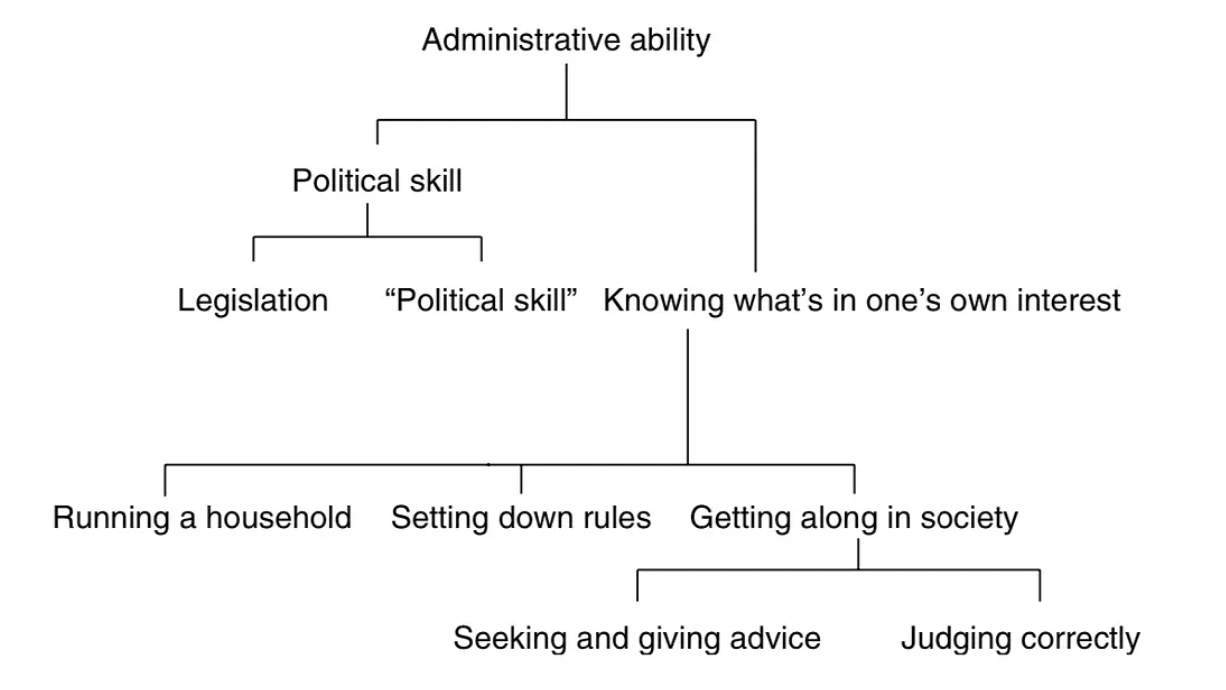 Administrative ability
Political skill
Legislation “Political skill” Knowing what’s in one’s own interest
Running a household Setting down rules Getting along in society
Seeking and giving advice Judging correctly